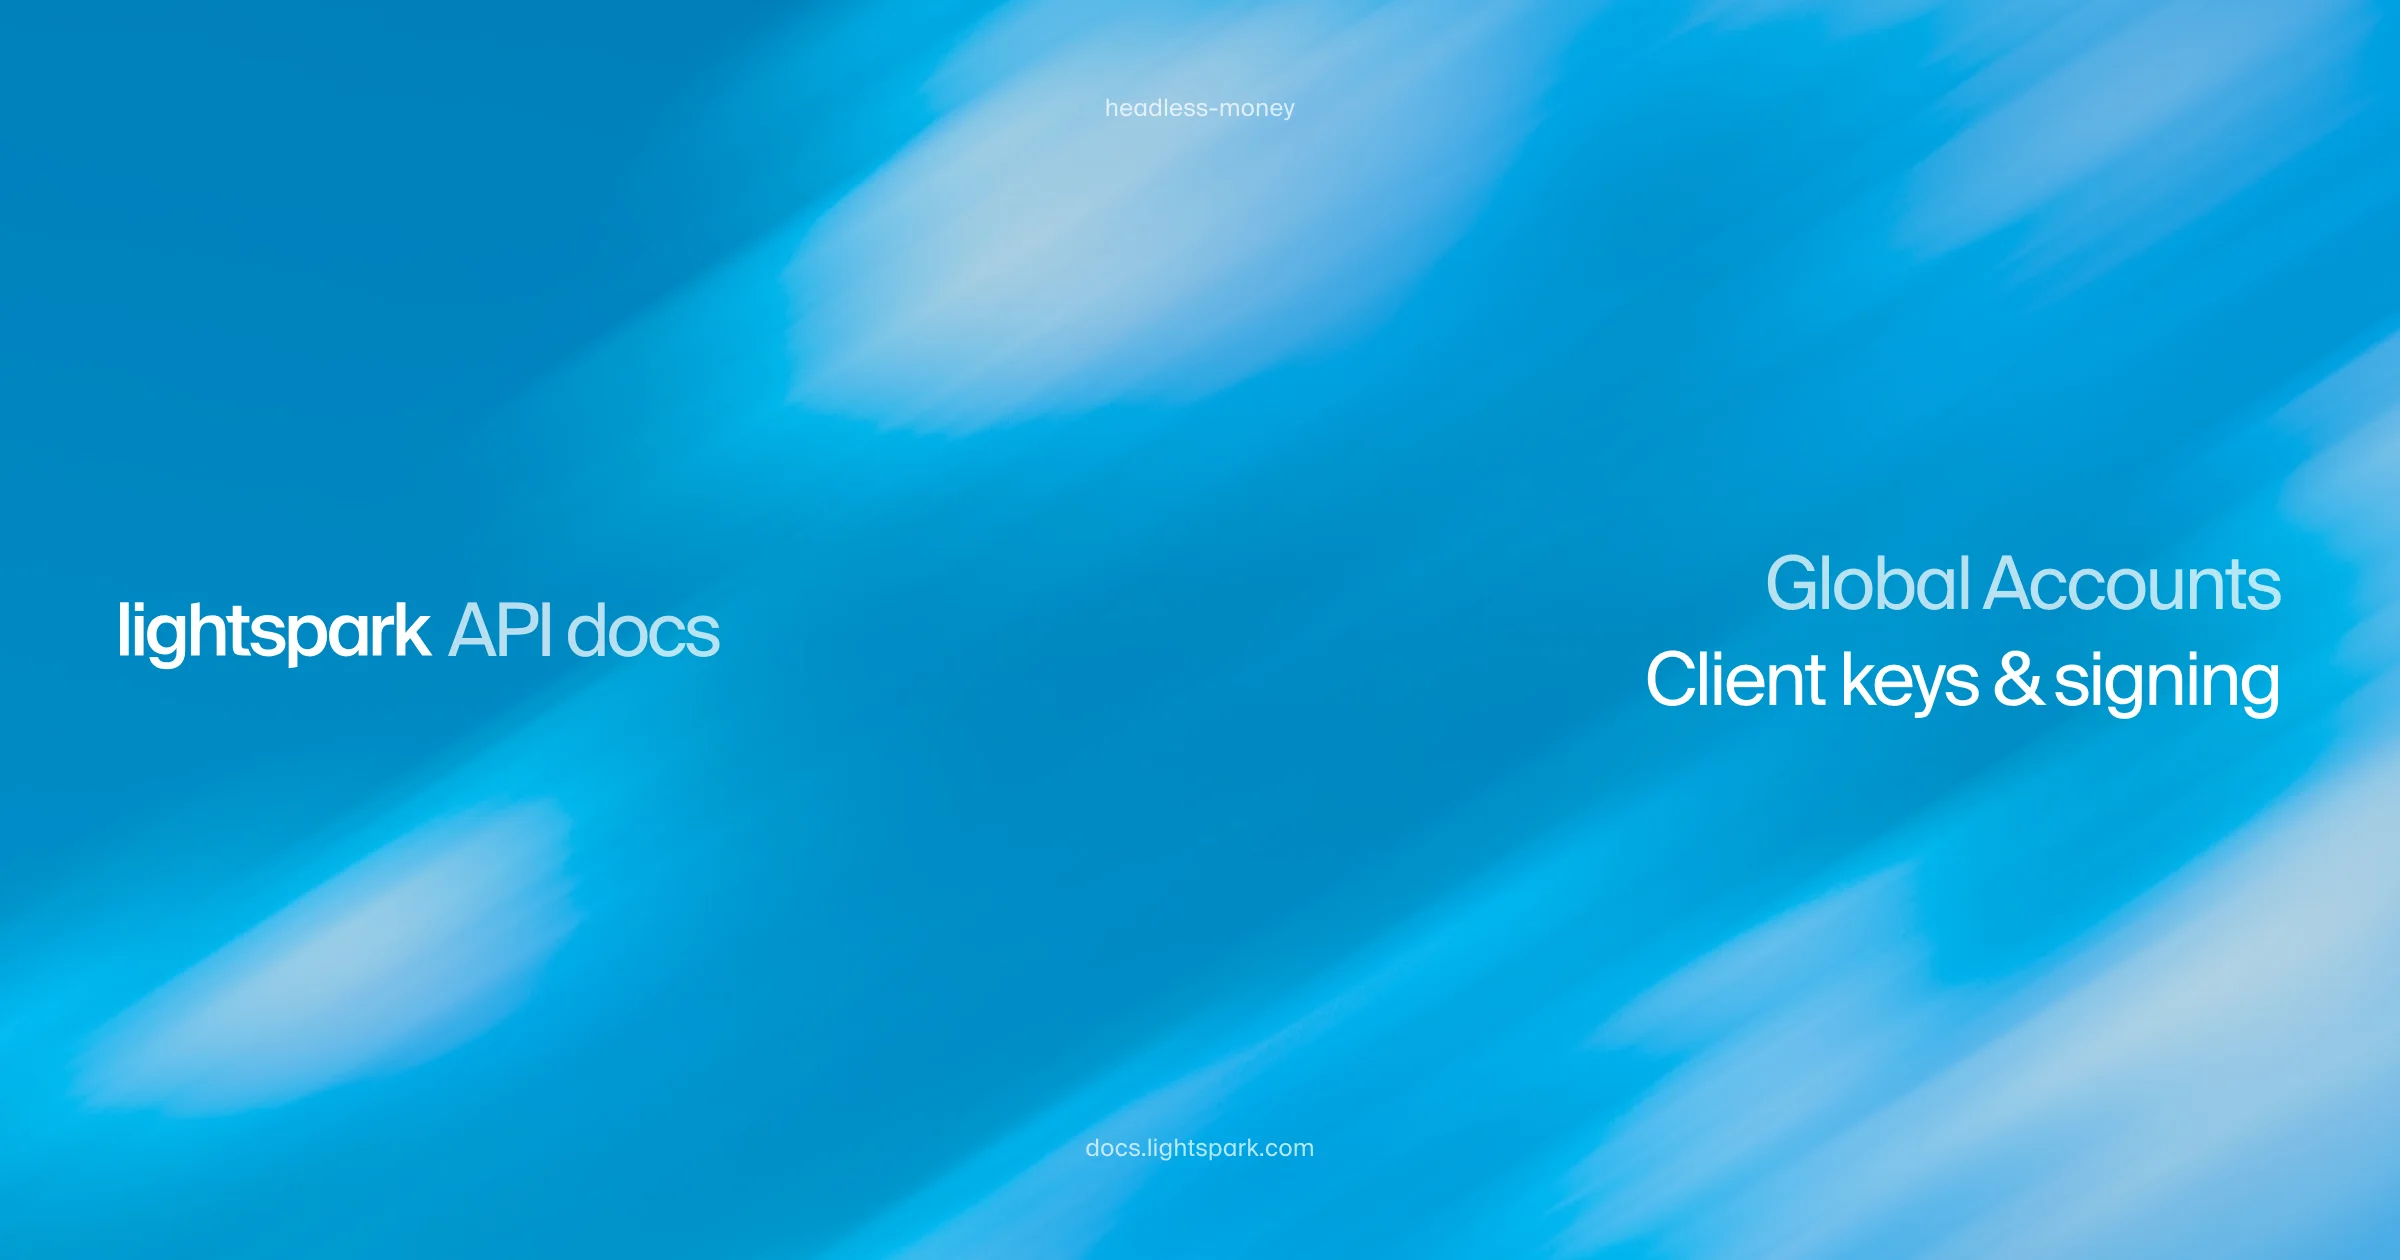 headless-money
lightspark API docs
Global Accounts
Client keys & signing
docs.lightspark.com